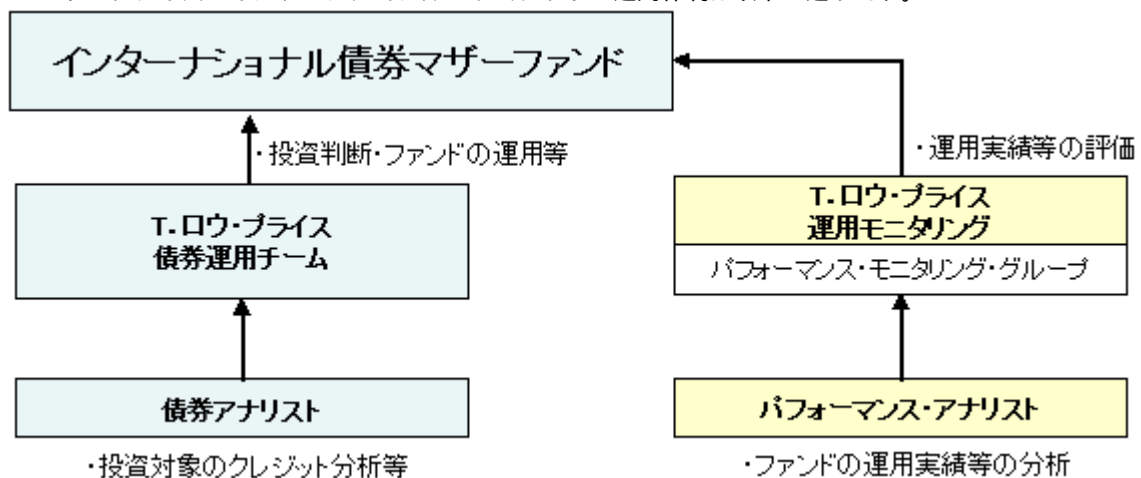 インターナショナル債券マザーファンド
・投資判断・ファンドの運用等
・運用実績等の評価
T.ロウ・プライス
債券運用チーム
T.ロウ・プライス
運用モニタリング
パフォーマンス・モニタリング・グループ
債券アナリスト
パフォーマンス・アナリスト
・投資対象のクレジット分析等
・ファンドの運用実績等の分析